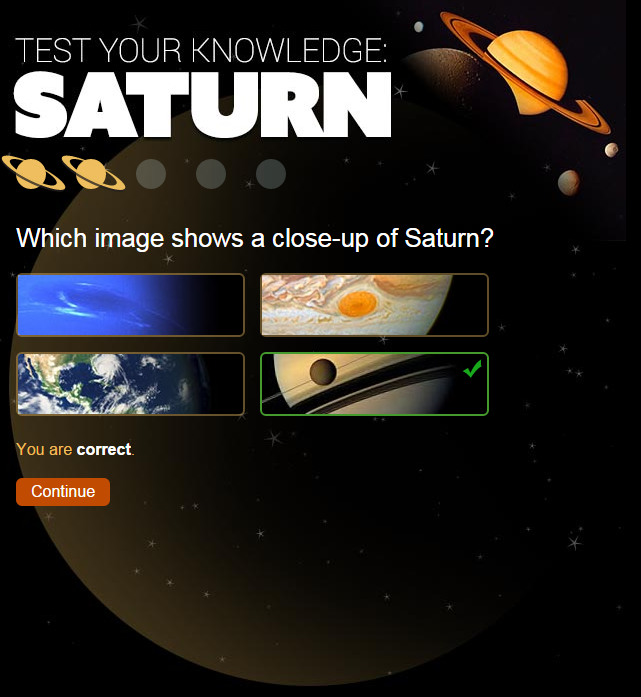 TEST YOUR KNOWLEDGE:
SATURN
Which image shows a close-up of Saturn?
You are correct.
Continue